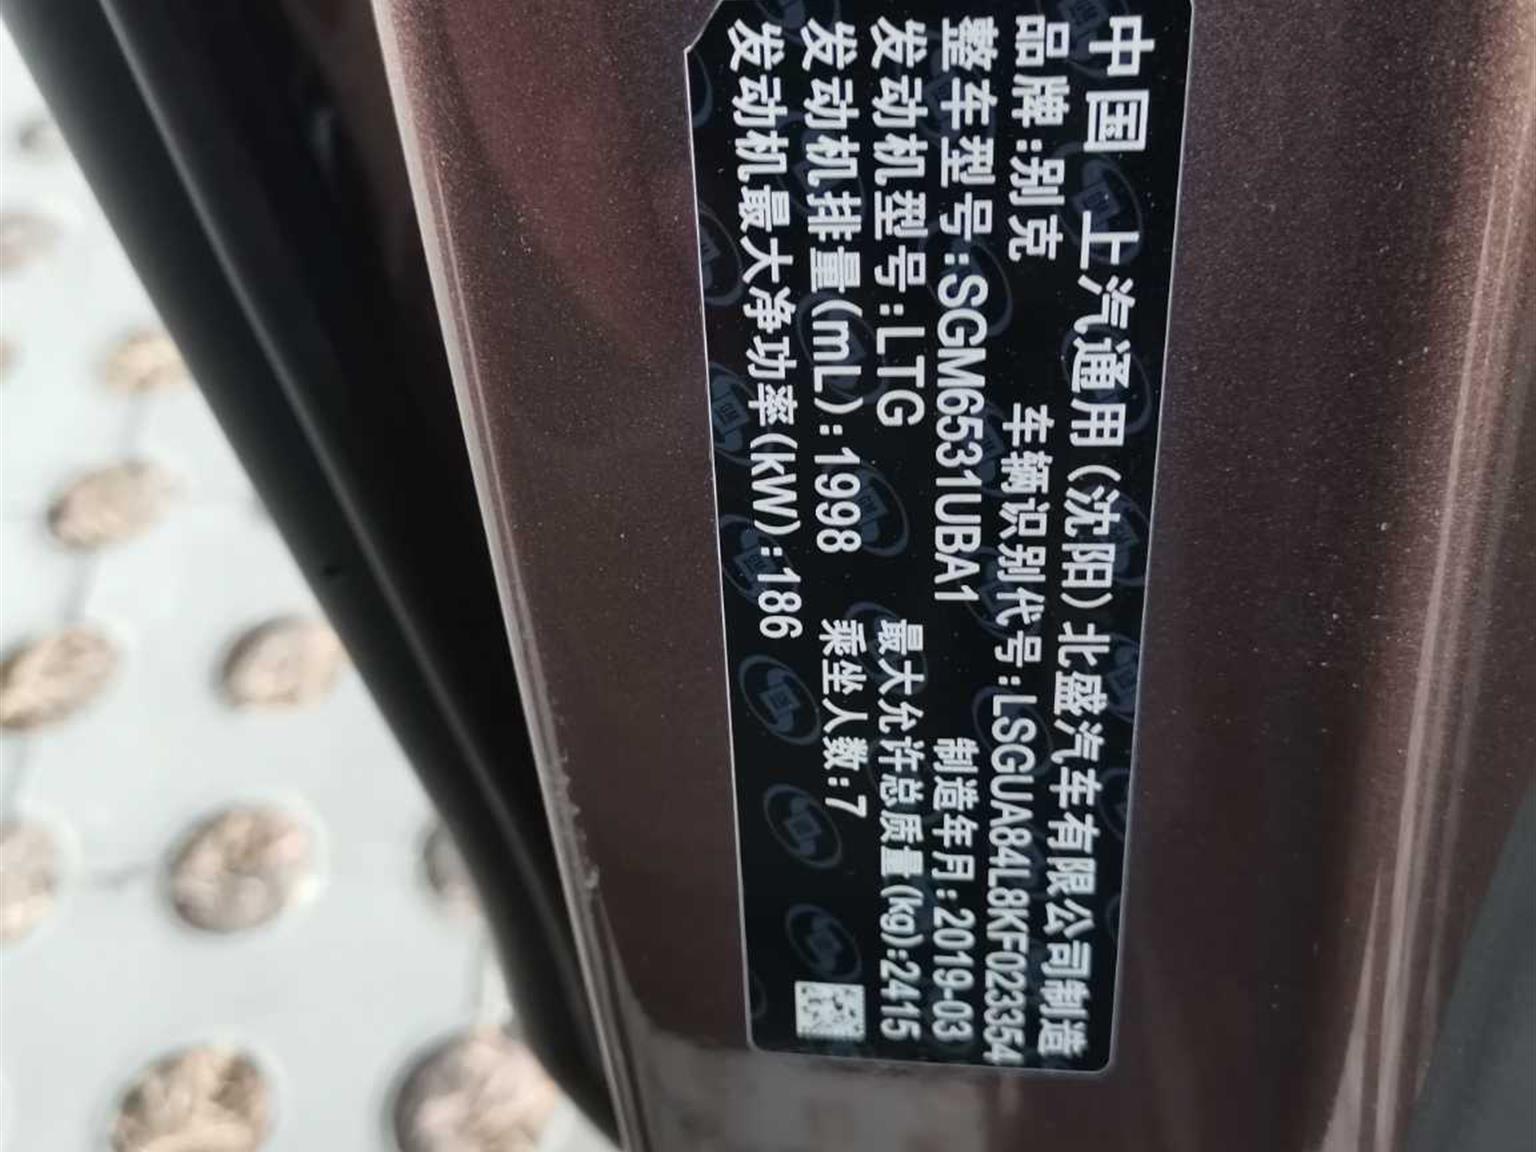 中国 上汽通用(沈阳)北盛汽车有限公司制造
品牌:别克 车辆识别代号:LSGUA84L8KF023354
整车型号:SGM6531UBA1 制造年月:2019-03
发动机型号:LTG 最大允许总质量(kg):2415
发动机排量(mL):1998 乘坐人数:7
发动机最大净功率(kW):186